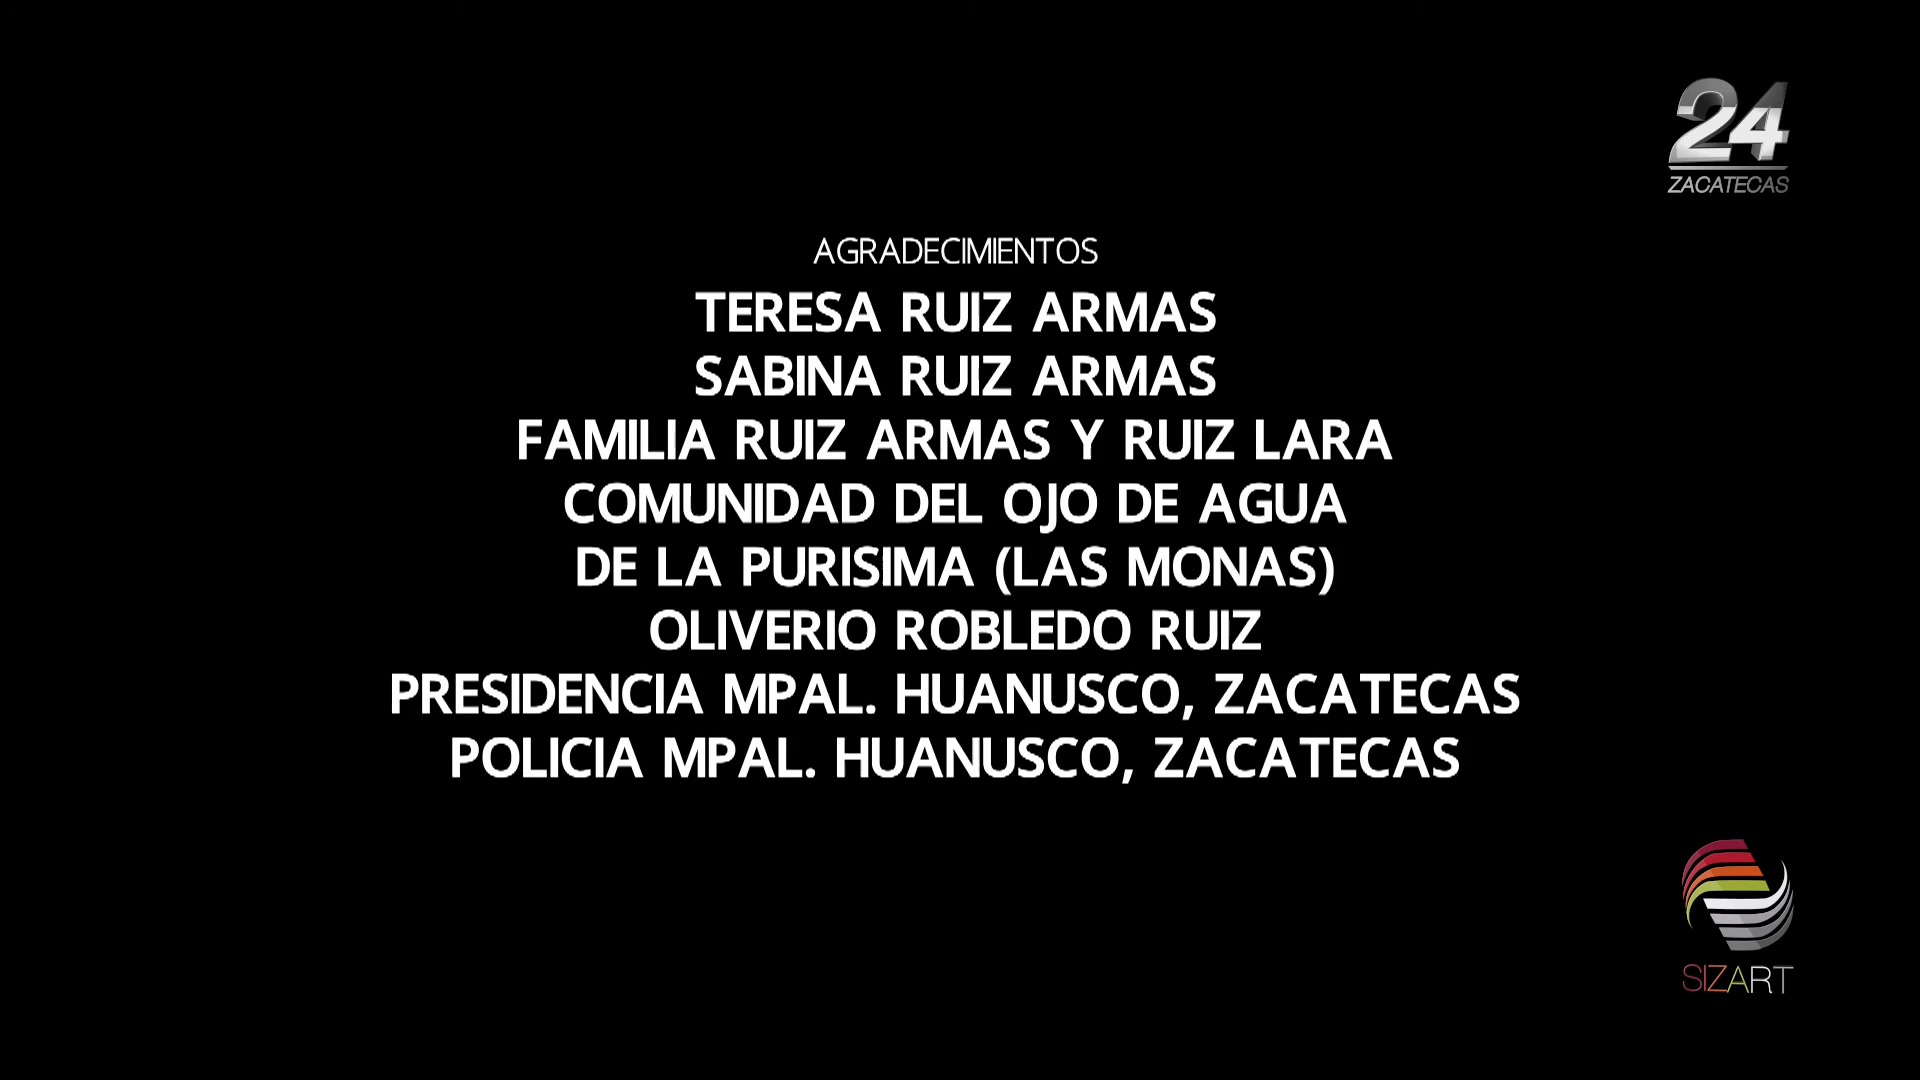 24
ZACATECAS
AGRADECIMIENTOS
TERESA RUIZ ARMAS
SABINA RUIZ ARMAS
FAMILIA RUIZ ARMAS Y RUIZ LARA
COMUNIDAD DEL OJO DE AGUA
DE LA PURISIMA (LAS MONAS)
OLIVERIO ROBLEDO RUIZ
PRESIDENCIA MPAL. HUANUSCO, ZACATECAS
POLICIA MPAL. HUANUSCO, ZACATECAS
SIZART